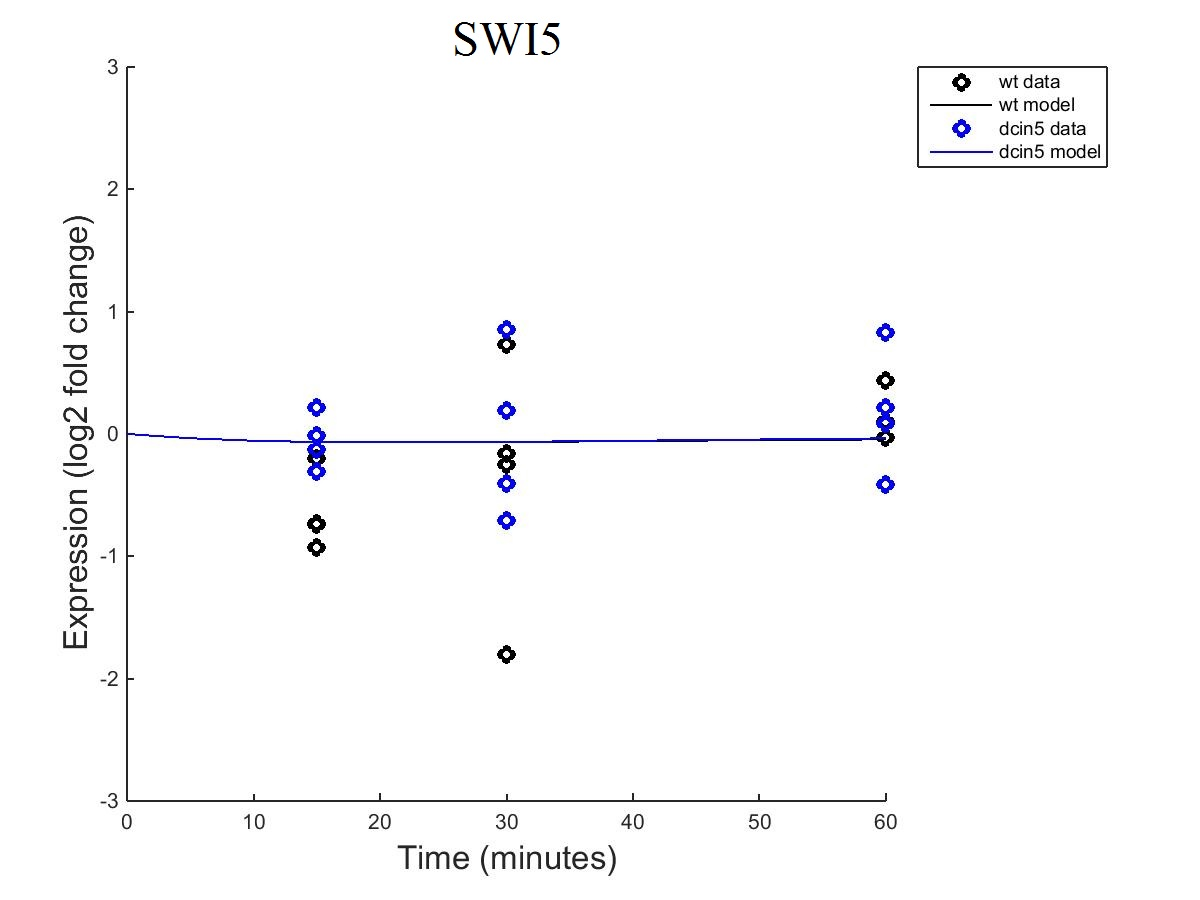 SWI5
3
2
1
0
-1
-2
-3
Expression (log2 fold change)
0 10 20 30 40 50 60
Time (minutes)
wt data
wt model
dcin5 data
dcin5 model